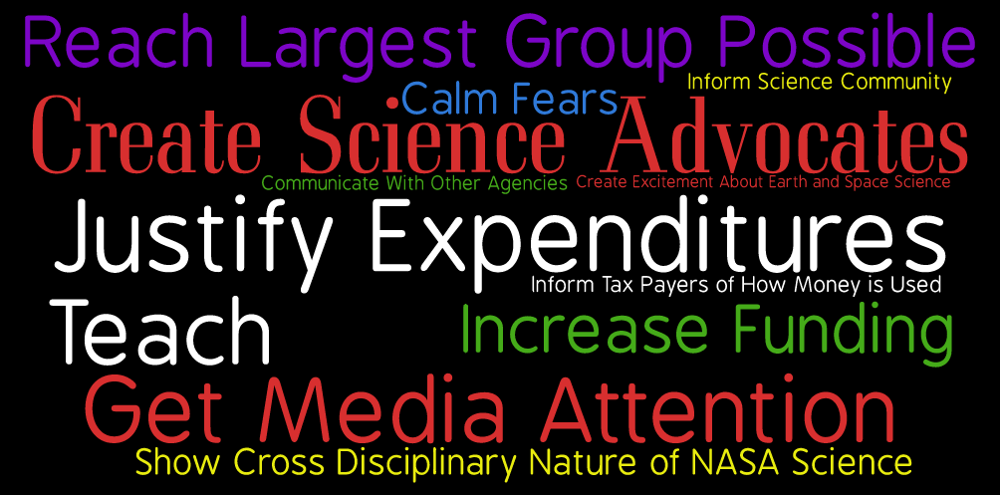 Reach Largest Group Possible
Inform Science Community
Calm Fears
Create Science Advocates
Communicate With Other Agencies
Create Excitement About Earth and Space Science
Justify Expenditures
Inform Tax Payers of How Money is Used
Teach
Increase Funding
Get Media Attention
Show Cross Disciplinary Nature of NASA Science